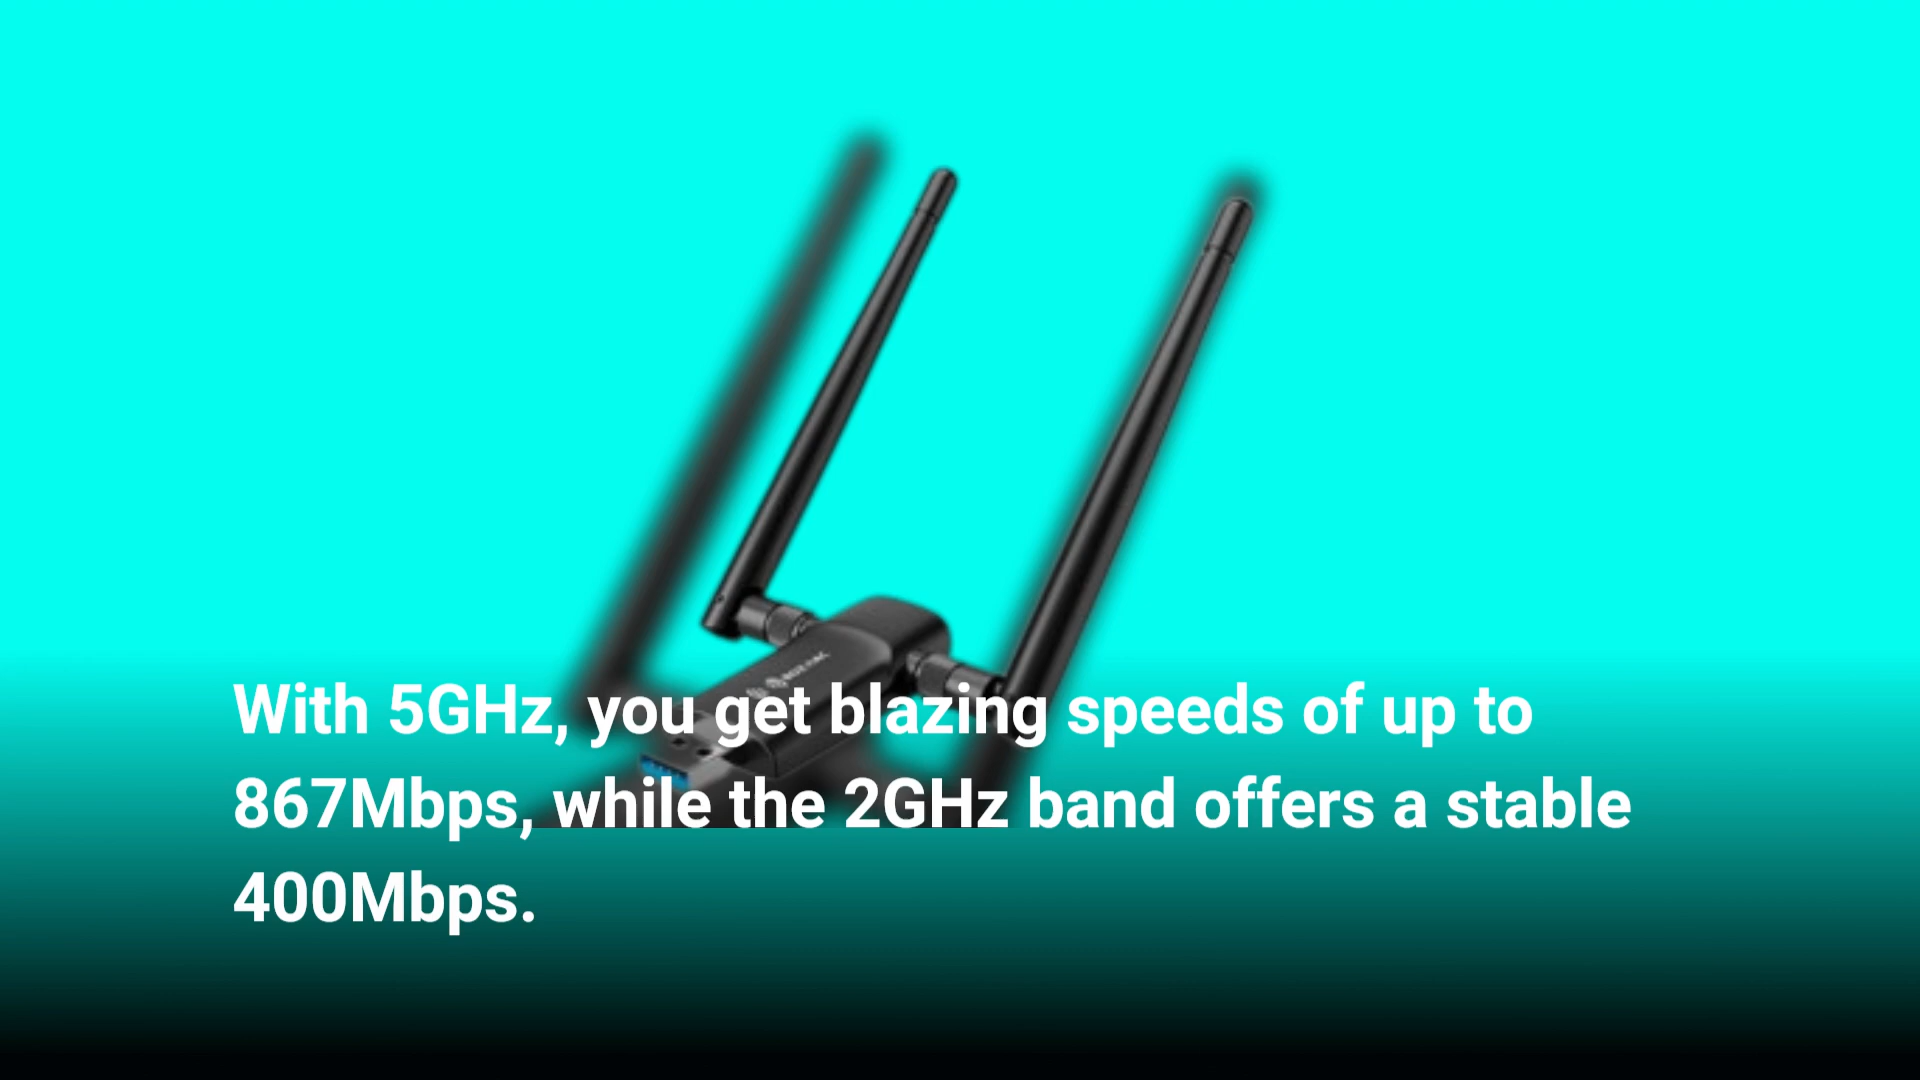 With 5GHz, you get blazing speeds of up to
867Mbps, while the 2GHz band offers a stable
400Mbps.